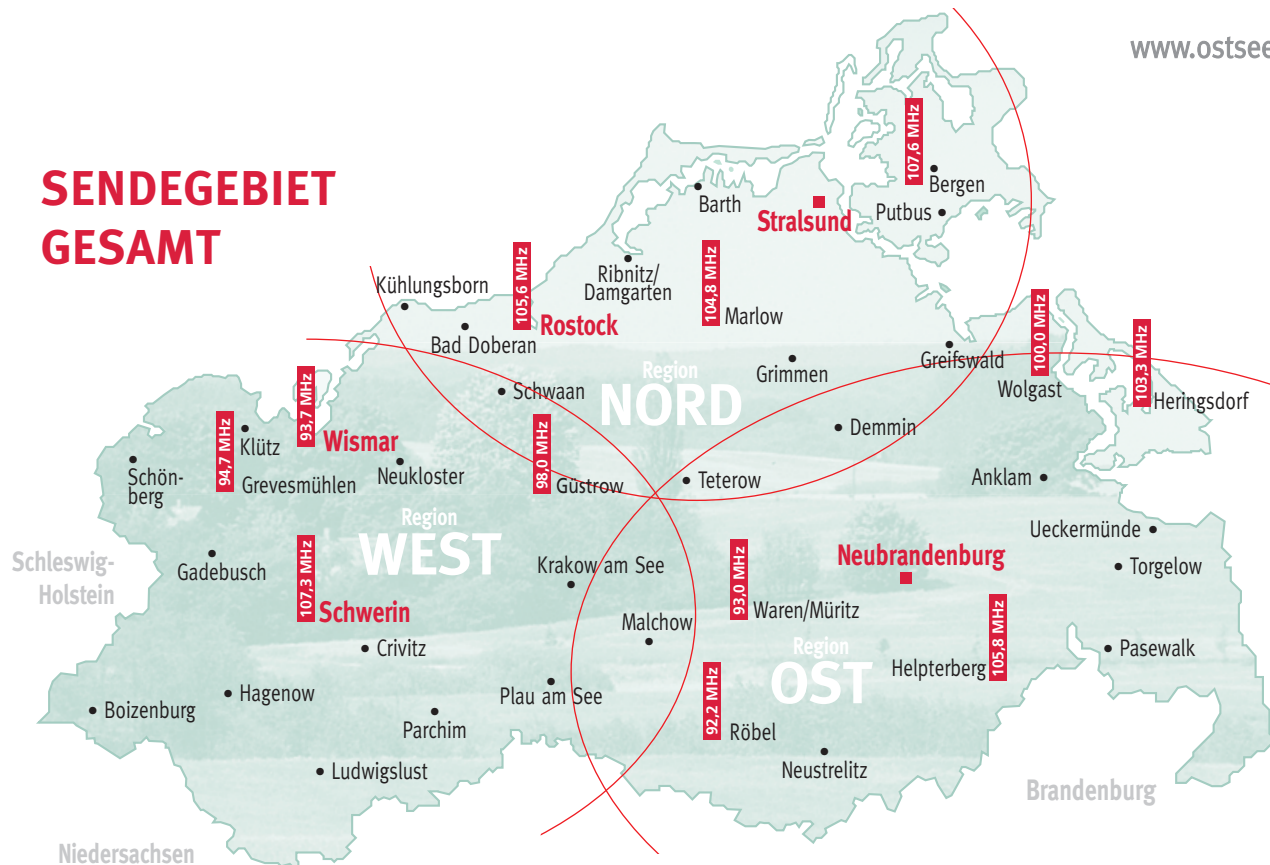 www.ostsee
SENDEGEBIET
GESAMT
107,6 MHz
Bergen
Barth
Putbus
Stralsund
Ribnitz/
Damgarten
104,8 MHz
Marlow
Kühlungsborn
105,6 MHz
Rostock
Bad Doberan
Greifswald
100,0 MHz
Wolgast
103,3 MHz
Heringsdorf
Grimmen
Region
NORD
Schwaan
Demmin
93,7 MHz
Wismar
Klütz
94,7 MHz
Grevesmühlen
Schön-
berg
Neukloster
98,0 MHz
Güstrow
Teterow
Anklam
Ueckermünde
Region
WEST
Schleswig-
Holstein
Gadebusch
107,3 MHz
Schwerin
Krakow am See
93,0 MHz
Waren/Müritz
Neubrandenburg
Torgelow
Malchow
Crivitz
Region
OST
Helpterberg
105,8 MHz
Pasewalk
Hagenow
Boizenburg
Parchim
Plau am See
92,2 MHz
Röbel
Ludwigslust
Neustrelitz
Brandenburg
Niedersachsen